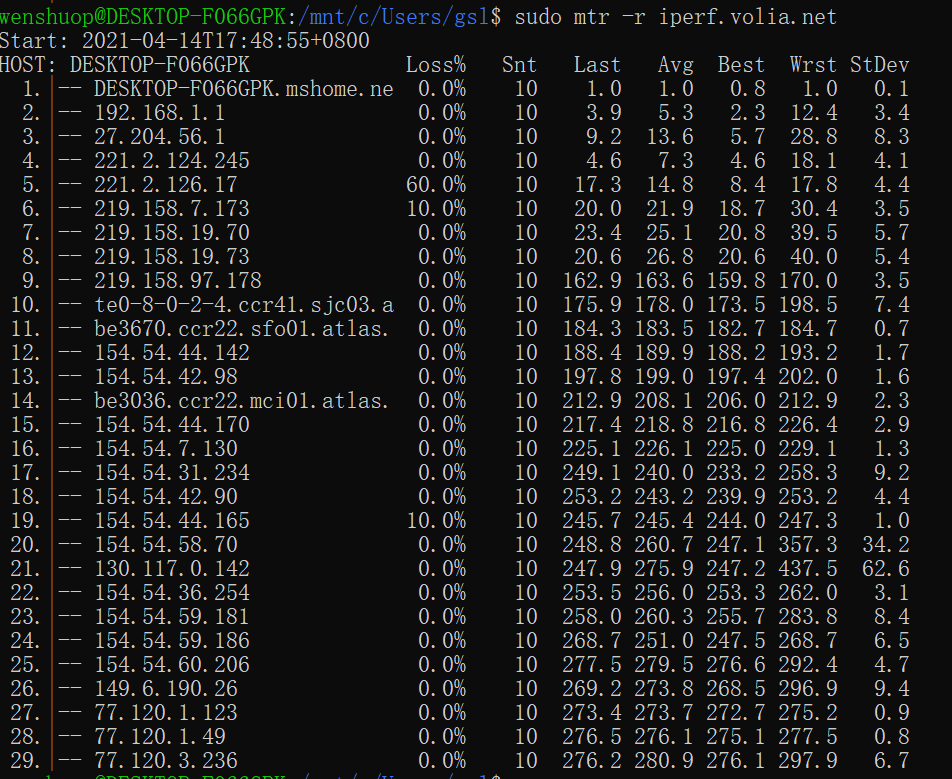 wenshuop@DESKTOP-F066GPK:/mnt/c/Users/gsl$ sudo mtr -r iperf.volia.net
Start: 2021-04-14T17:48:55+0800
HOST: DESKTOP-F066GPK Loss% Snt Last Avg Best Wrst StDev
1.|-- DESKTOP-F066GPK.mshome.ne 0.0% 10 1.0 1.0 0.8 1.0 0.1
2.|-- 192.168.1.1 0.0% 10 3.9 5.3 2.3 12.4 3.4
3.|-- 27.204.56.1 0.0% 10 9.2 13.6 5.7 28.8 8.3
4.|-- 221.2.124.245 0.0% 10 4.6 7.3 4.6 18.1 4.1
5.|-- 221.2.126.17 60.0% 10 17.3 14.8 8.4 17.8 4.4
6.|-- 219.158.7.173 10.0% 10 20.0 21.9 18.7 30.4 3.5
7.|-- 219.158.19.70 0.0% 10 23.4 25.1 20.8 39.5 5.7
8.|-- 219.158.19.73 0.0% 10 20.6 26.8 20.6 40.0 5.4
9.|-- 219.158.97.178 0.0% 10 162.9 163.6 159.8 170.0 3.5
10.|-- te0-8-0-2-4.ccr41.sjc03.a 0.0% 10 175.9 178.0 173.5 198.5 7.4
11.|-- be3670.ccr22.sfo01.atlas. 0.0% 10 184.3 183.5 182.7 184.7 0.7
12.|-- 154.54.44.142 0.0% 10 188.4 189.9 188.2 193.2 1.7
13.|-- 154.54.42.98 0.0% 10 197.8 199.0 197.4 202.0 1.6
14.|-- be3036.ccr22.mci01.atlas. 0.0% 10 212.9 208.1 206.0 212.9 2.3
15.|-- 154.54.44.170 0.0% 10 217.4 218.8 216.8 226.4 2.9
16.|-- 154.54.7.130 0.0% 10 225.1 226.1 225.0 229.1 1.3
17.|-- 154.54.31.234 0.0% 10 249.1 240.0 233.2 258.3 9.2
18.|-- 154.54.42.90 0.0% 10 253.2 243.2 239.9 253.2 4.4
19.|-- 154.54.44.165 10.0% 10 245.7 245.4 244.0 247.3 1.0
20.|-- 154.54.58.70 0.0% 10 248.8 260.7 247.1 357.3 34.2
21.|-- 130.117.0.142 0.0% 10 247.9 275.9 247.2 437.5 62.6
22.|-- 154.54.36.254 0.0% 10 253.5 256.0 253.3 262.0 3.1
23.|-- 154.54.59.181 0.0% 10 258.0 260.3 255.7 283.8 8.4
24.|-- 154.54.59.186 0.0% 10 268.7 251.0 247.5 268.7 6.5
25.|-- 154.54.60.206 0.0% 10 277.5 279.5 276.6 292.4 4.7
26.|-- 149.6.190.26 0.0% 10 269.2 273.8 268.5 296.9 9.4
27.|-- 77.120.1.123 0.0% 10 273.4 273.7 272.7 275.2 0.9
28.|-- 77.120.1.49 0.0% 10 276.5 276.1 275.1 277.5 0.8
29.|-- 77.120.3.236 0.0% 10 276.2 280.9 276.1 297.9 6.7